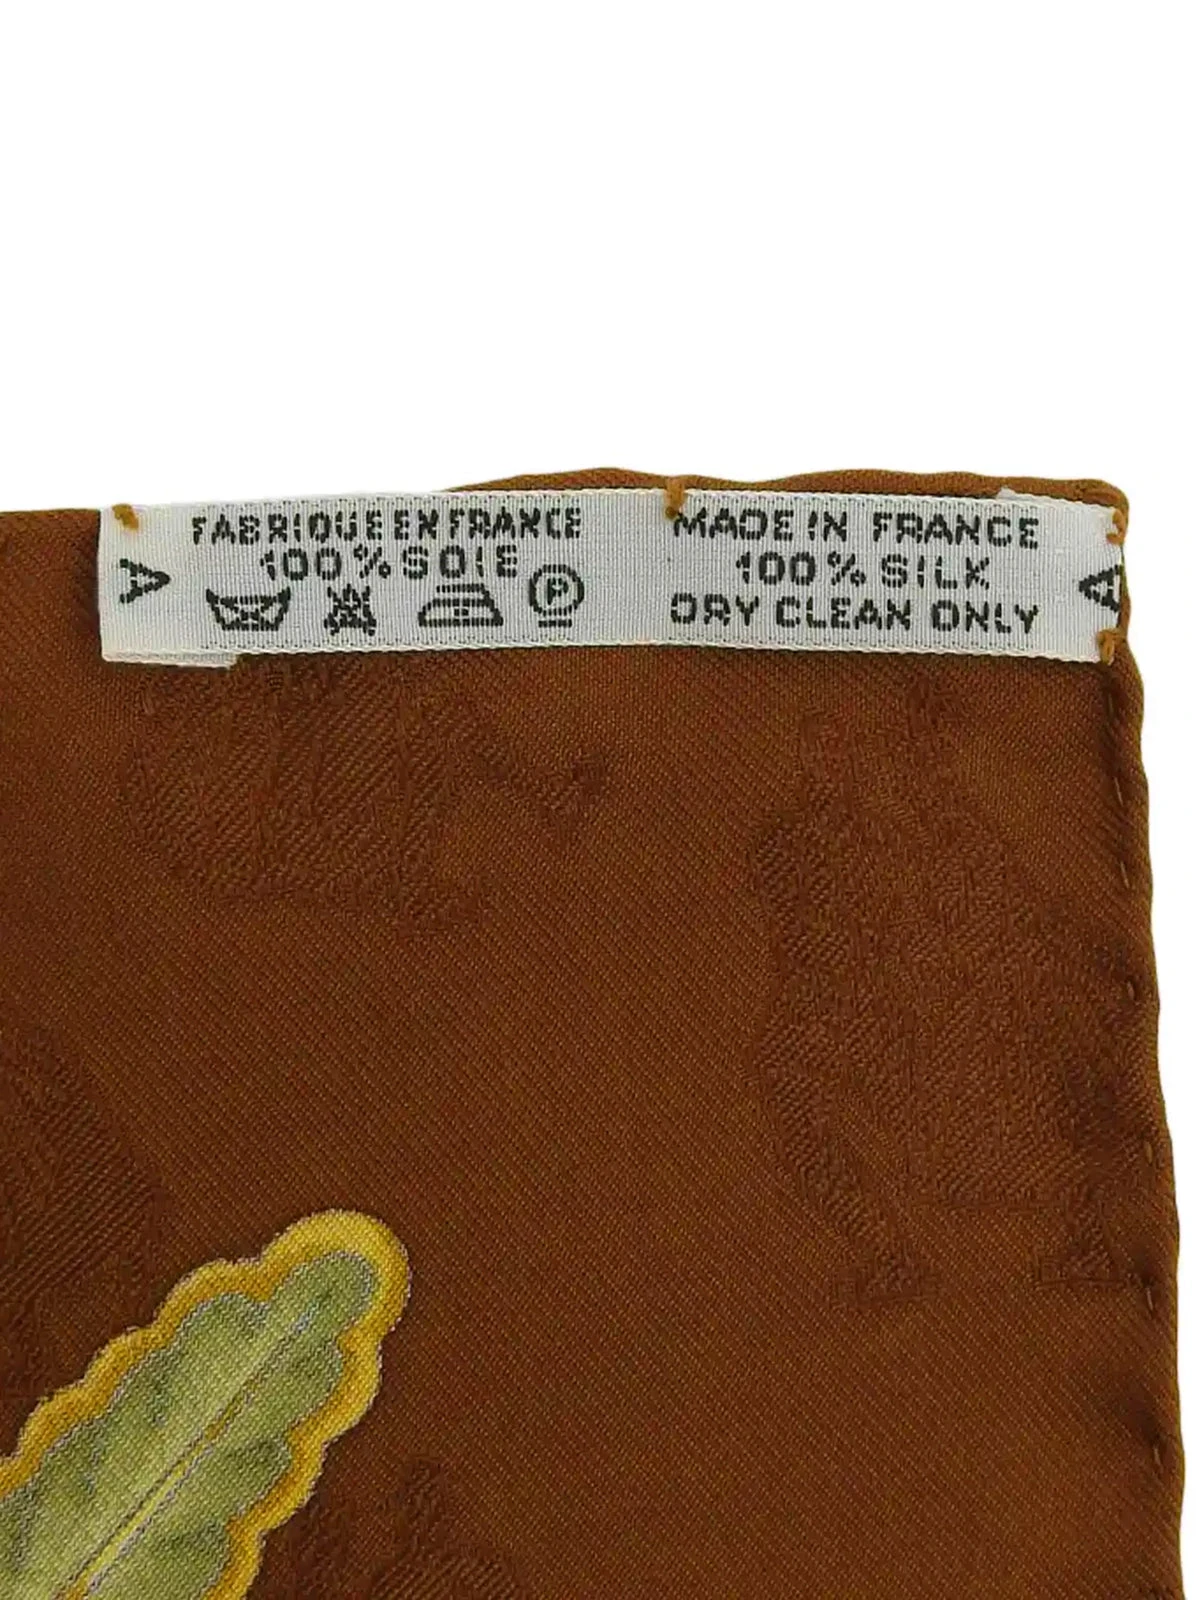 A
FABRIQUE EN FRANCE
100% SOIE
P
MADE IN FRANCE
100% SILK
DRY CLEAN ONLY
A